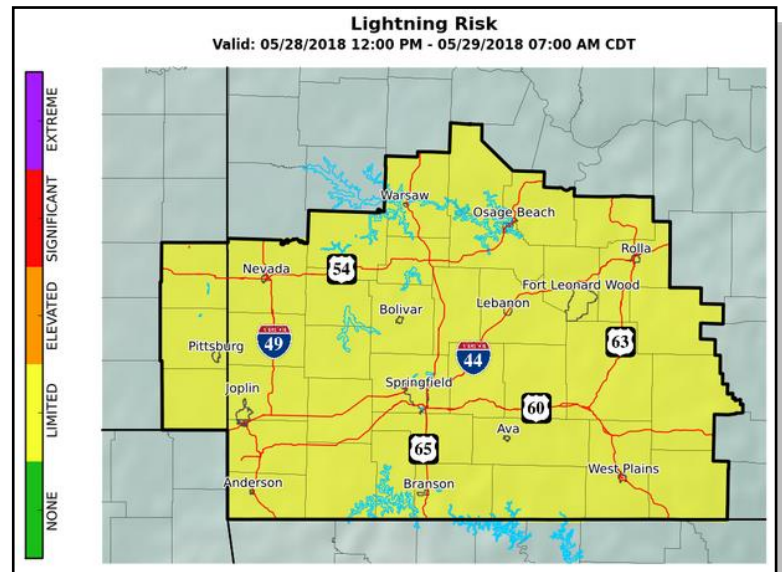 Lightning Risk
Valid: 05/28/2018 12:00 PM - 05/29/2018 07:00 AM CDT
EXTREME
SIGNIFICANT
ELEVATED
LIMITED
NONE
Warsaw
Osage Beach
Rolla
Nevada
54
Fort Leonard Wood
Bolivar
Lebanon
Pittsburg
49
44
63
Joplin
Springfield
60
65
Ava
West Plains
Anderson
Branson